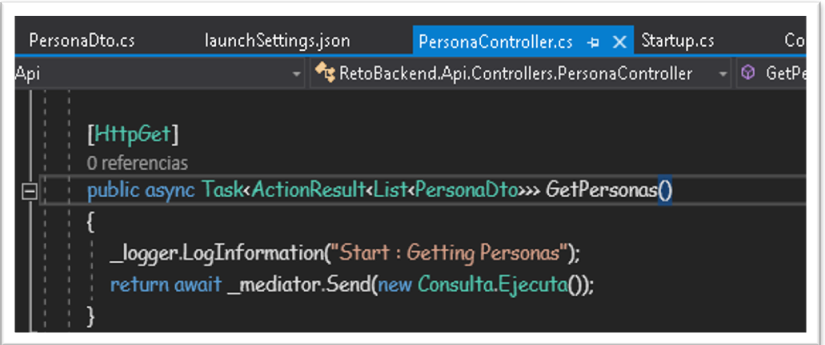 PersonaDto.cs launchSettings.json PersonaController.cs Startup.cs Co
Api RetoBackend.Api.Controllers.PersonaController GetPe
[HttpGet]
0 referencias
public async Task<ActionResult<List<PersonaDto>>> GetPersonas()
{
_logger.LogInformation("Start : Getting Personas");
return await _mediator.Send(new Consulta.Ejecuta());
}